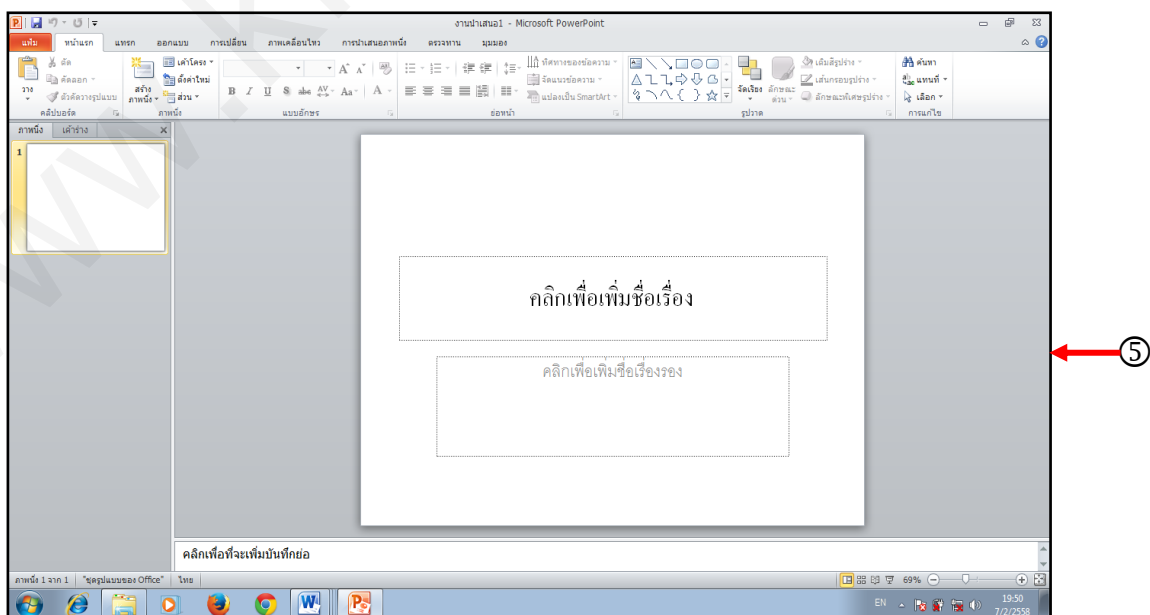 งานนำเสนอ1 - Microsoft PowerPoint
แฟ้ม หน้าแรก แทรก ออกแบบ การเปลี่ยน ภาพเคลื่อนไหว การนำเสนอภาพนิ่ง ตรวจทาน มุมมอง
ตัด เค้าโครง ทิศทางของข้อความ เติมสีรูปร่าง ค้นหา
คัดลอก ตั้งค่าใหม่ จัดแนวข้อความ เส้นกรอบรูปร่าง แทนที่
วาง ตัวคัดวางรูปแบบ สร้างภาพนิ่ง ส่วน B I U S abc AV Aa A แปลงเป็น SmartArt จัดเรียง ลักษณะด่วน ลักษณะพิเศษรูปร่าง เลือก
คลิปบอร์ด ภาพนิ่ง แบบอักษร ย่อหน้า รูปวาด การแก้ไข
ภาพนิ่ง เค้าร่าง
1
คลิกเพื่อเพิ่มชื่อเรื่อง
⑤
คลิกเพื่อเพิ่มชื่อเรื่องรอง
คลิกเพื่อที่จะเพิ่มบันทึกย่อ
ภาพนิ่ง 1 จาก 1 "ชุดรูปแบบของ Office" ไทย 69%
EN 19:50
7/2/2558